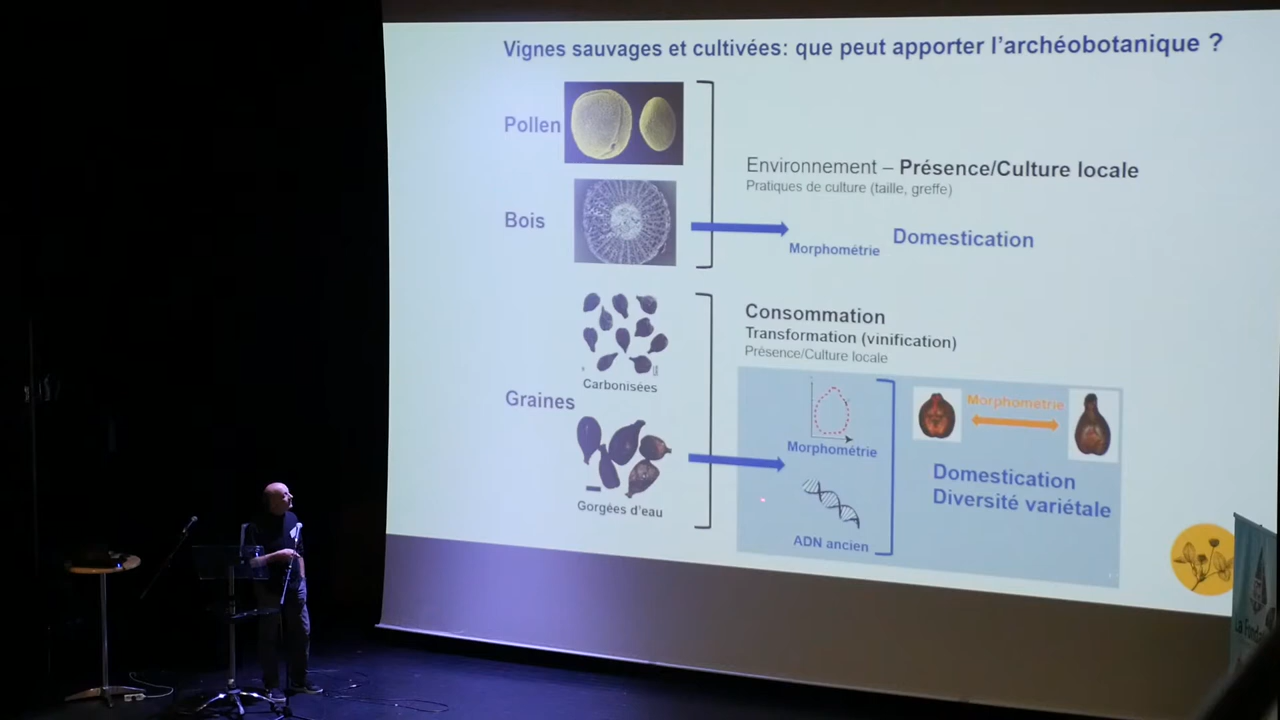 Vignes sauvages et cultivées: que peut apporter l'archéobotanique ?
Pollen
Environnement – Présence/Culture locale
Pratiques de culture (taille, greffe)
Bois
Morphométrie
Domestication
Graines
Carbonisées
Gorgées d'eau
Consommation
Transformation (vinification)
Présence/Culture locale
Morphométrie
ADN ancien
Morphométrie
Domestication
Diversité variétale